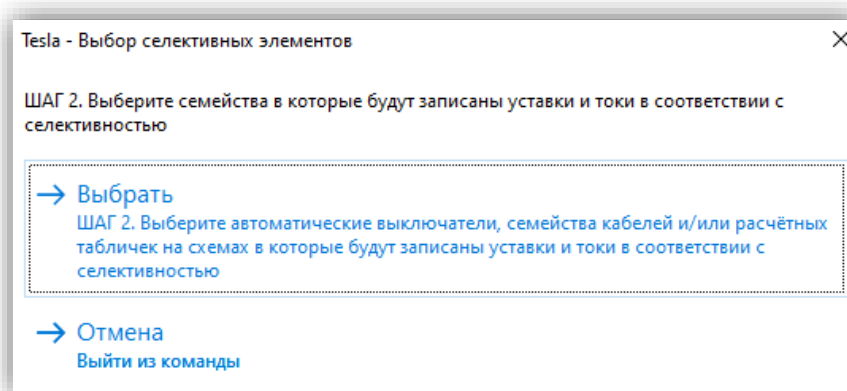 Tesla - Выбор селективных элементов
ШАГ 2. Выберите семейства в которые будут записаны уставки и токи в соответствии с
селективностью
Выбрать
ШАГ 2. Выберите автоматические выключатели, семейства кабелей и/или расчётных
табличек на схемах в которые будут записаны уставки и токи в соответствии с
селективностью
Отмена
Выйти из команды